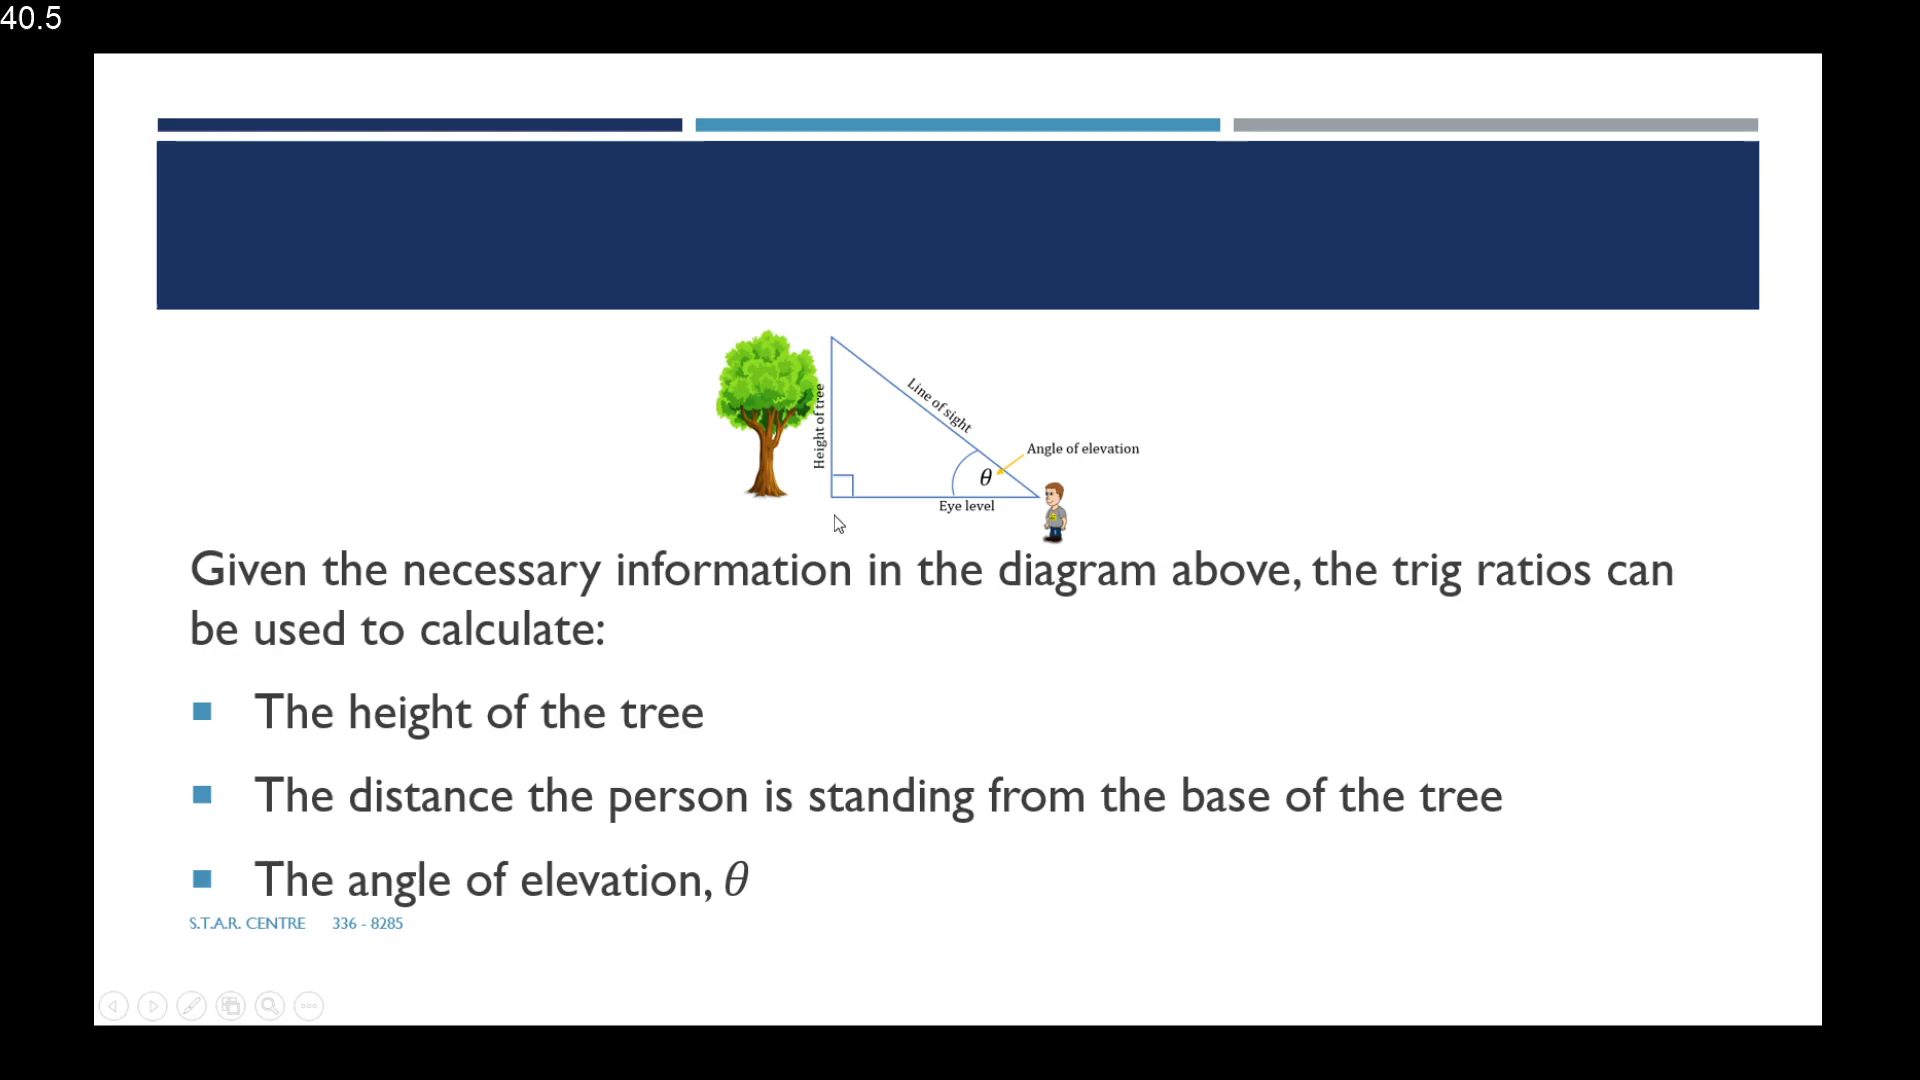 40.5
Height of tree
Line of sight
Angle of elevation
θ
Eye level
Given the necessary information in the diagram above, the trig ratios can
be used to calculate:
The height of the tree
The distance the person is standing from the base of the tree
The angle of elevation, θ
S.T.A.R. CENTRE 336 - 8285